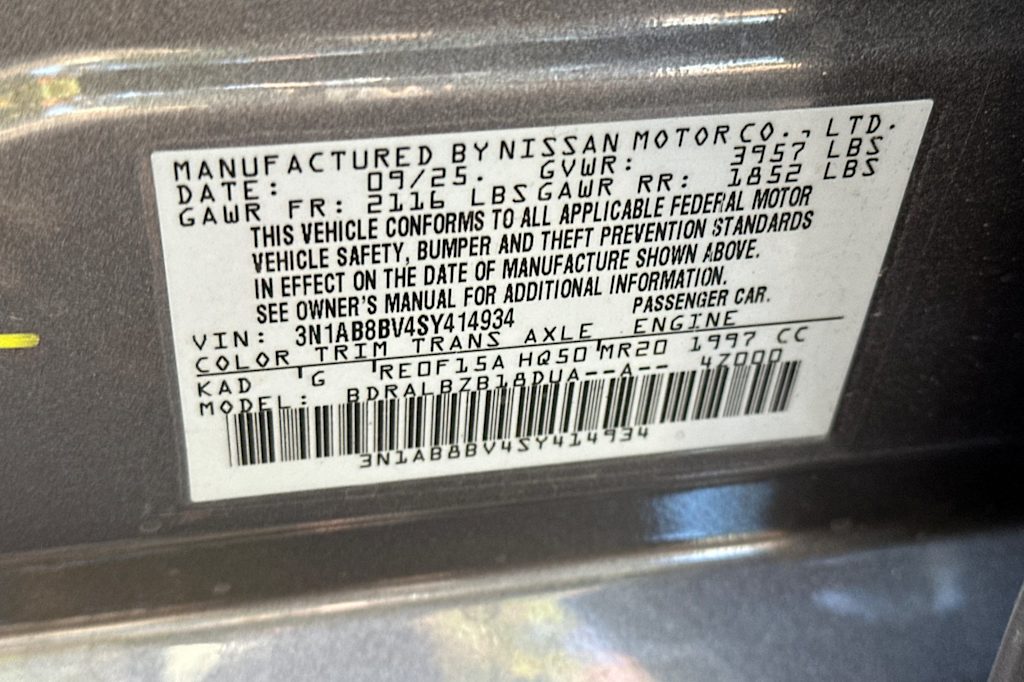 MANUFACTURED BY NISSAN MOTOR CO., LTD.
DATE: 09/25. GVWR: 3957 LBS
GAWR FR: 2116 LBS GAWR RR: 1852 LBS
THIS VEHICLE CONFORMS TO ALL APPLICABLE FEDERAL MOTOR
VEHICLE SAFETY, BUMPER AND THEFT PREVENTION STANDARDS
IN EFFECT ON THE DATE OF MANUFACTURE SHOWN ABOVE.
SEE OWNER'S MANUAL FOR ADDITIONAL INFORMATION.
VIN: 3N1AB8BV4SY414934 PASSENGER CAR.
COLOR TRIM TRANS AXLE ENGINE
KAD G RE0F15A HQ50 MR20 1997 CC
MODEL: BDRALBZB18DUA--A-- 47000
3N1AB8BV4SY414934